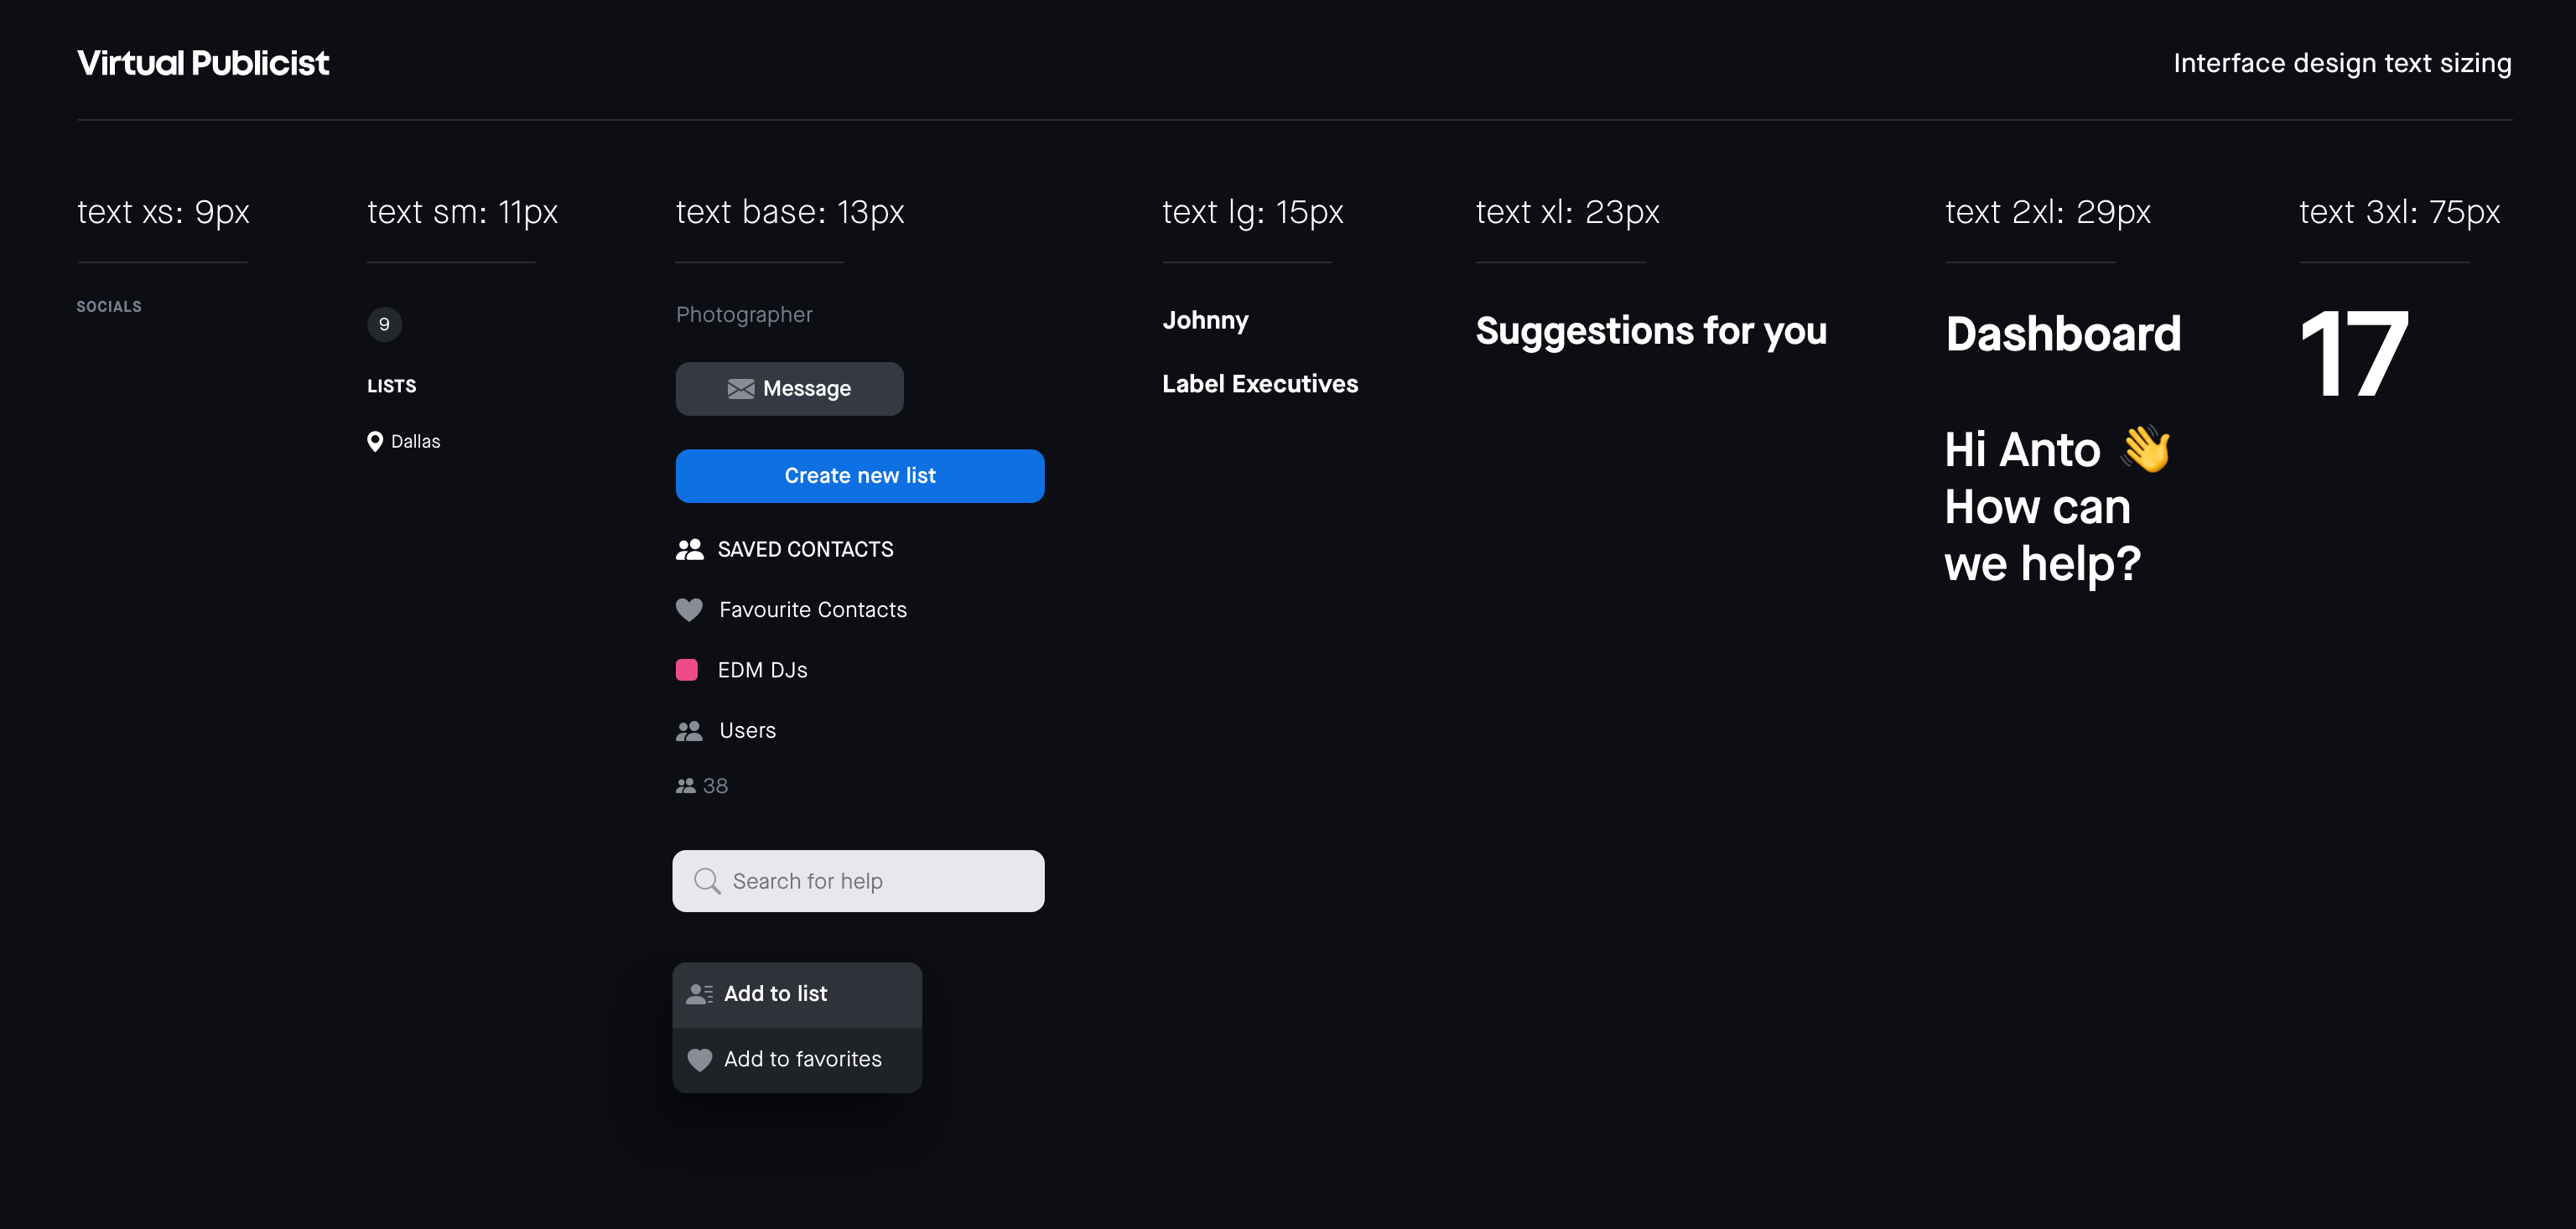 Virtual Publicist
Interface design text sizing
text xs: 9px
SOCIALS
text sm: 11px
9
LISTS
Dallas
text base: 13px
Photographer
Message
Create new list
SAVED CONTACTS
Favourite Contacts
EDM DJs
Users
38
Search for help
Add to list
Add to favorites
text lg: 15px
Johnny
Label Executives
text xl: 23px
Suggestions for you
text 2xl: 29px
Dashboard
Hi Anto 👋
How can
we help?
text 3xl: 75px
17